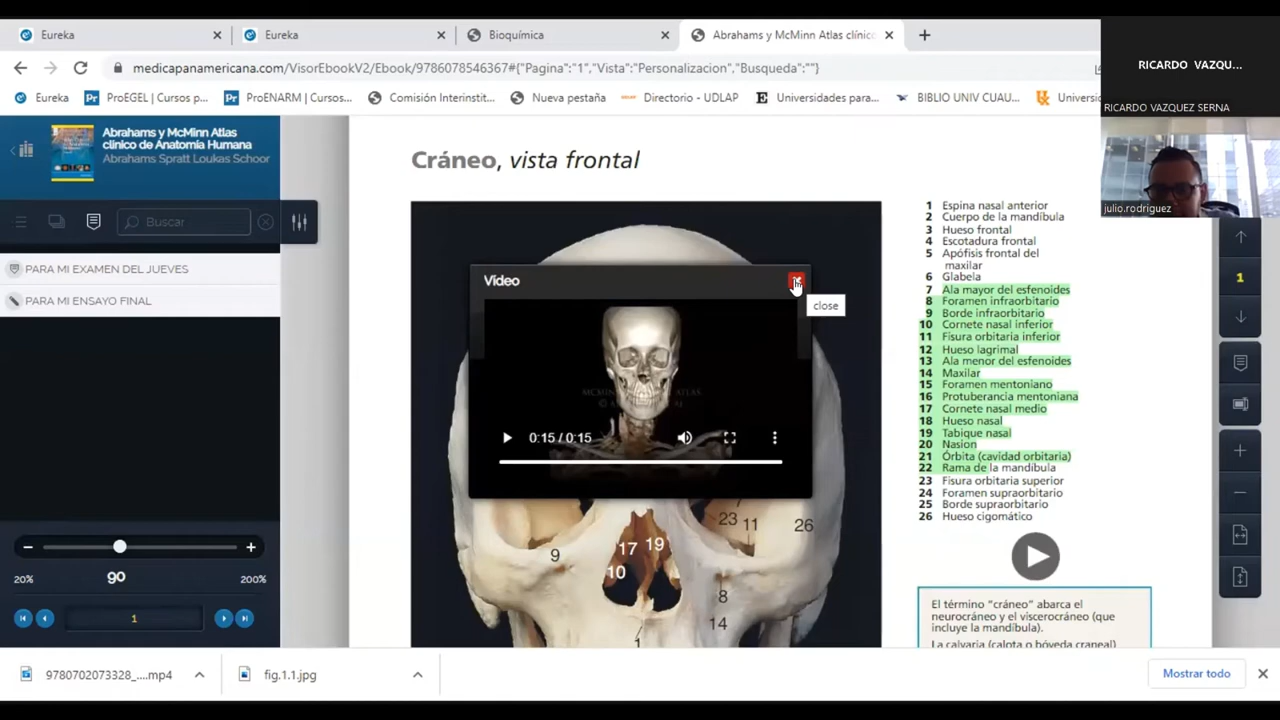 Eureka
Eureka
Bioquímica
Abrahams y McMinn Atlas clínico
RICARDO VAZQU...
medicapanamericana.com/VisorEbookV2/Ebook/9786078546367#{"Pagina":"1","Vista":"Personalizacion","Busqueda":""}
Eureka
ProEGEL | Cursos p...
ProENARM | Cursos...
Comisión Interinstit...
Nueva pestaña
Directorio - UDLAP
Universidades para...
BIBLIO UNIV CUAU...
Universid
RICARDO VAZQUEZ SERNA
julio.rodriguez
Abrahams y McMinn Atlas
clínico de Anatomía Humana
Abrahams Spratt Loukas Schoor
Buscar
PARA MI EXAMEN DEL JUEVES
PARA MI ENSAYO FINAL
20%
90
200%
1
Cráneo, vista frontal
Video
close
MCMINN ATLAS
0:15 / 0:15
23 11 26
9 17 19
10
8
14
1
1 Espina nasal anterior
2 Cuerpo de la mandíbula
3 Hueso frontal
4 Escotadura frontal
5 Apófisis frontal del
maxilar
6 Glabela
7 Ala mayor del esfenoides
8 Foramen infraorbitario
9 Borde infraorbitario
10 Cornete nasal inferior
11 Fisura orbitaria inferior
12 Hueso lagrimal
13 Ala menor del esfenoides
14 Maxilar
15 Foramen mentoniano
16 Protuberancia mentoniana
17 Cornete nasal medio
18 Hueso nasal
19 Tabique nasal
20 Nasion
21 Órbita (cavidad orbitaria)
22 Rama de la mandíbula
23 Fisura orbitaria superior
24 Foramen supraorbitario
25 Borde supraorbitario
26 Hueso cigomático
El término "cráneo" abarca el
neurocráneo y el viscerocráneo (que
incluye la mandíbula).
La calvaria (calota o bóveda craneal)
1
9780702073328_....mp4
fig.1.1.jpg
Mostrar todo